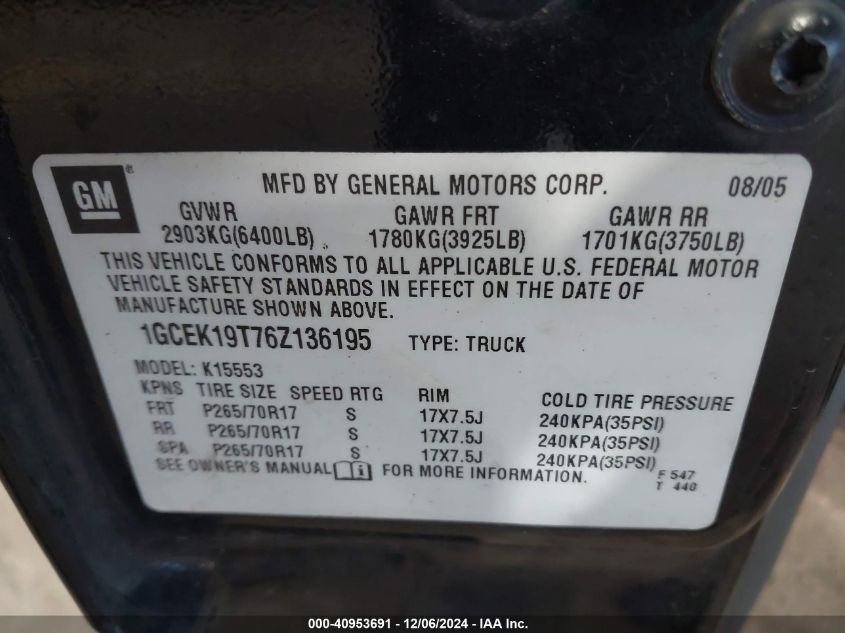 GM ® MFD BY GENERAL MOTORS CORP. 08/05
GVWR GAWR FRT GAWR RR
2903KG(6400LB) 1780KG(3925LB) 1701KG(3750LB)
THIS VEHICLE CONFORMS TO ALL APPLICABLE U.S. FEDERAL MOTOR
VEHICLE SAFETY STANDARDS IN EFFECT ON THE DATE OF
MANUFACTURE SHOWN ABOVE.
1GCEK19T76Z136195 TYPE: TRUCK
MODEL: K15553
KPNS TIRE SIZE SPEED RTG RIM COLD TIRE PRESSURE
FRT P265/70R17 S 17X7.5J 240KPA(35PSI)
RR P265/70R17 S 17X7.5J 240KPA(35PSI)
SPA P265/70R17 S 17X7.5J 240KPA(35PSI)
SEE OWNER'S MANUAL i FOR MORE INFORMATION.
F 547
T 440
000-40953691 - 12/06/2024 - IAA Inc.